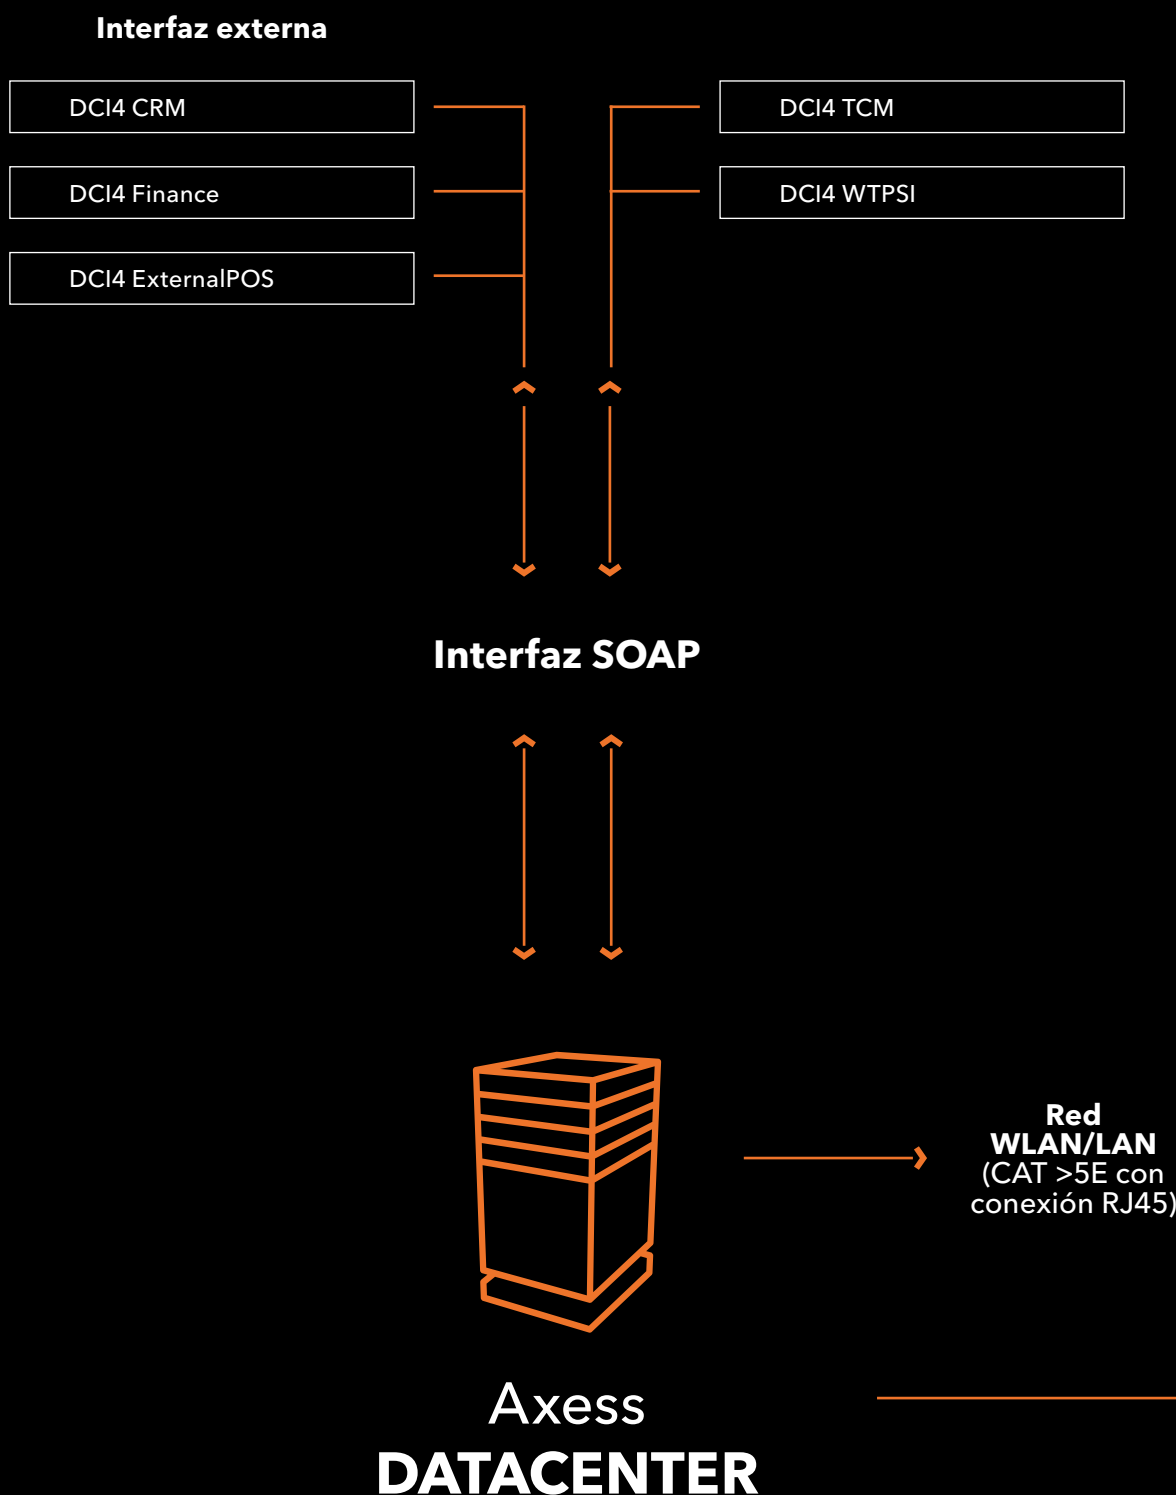 Interfaz externa
DCI4 CRM
DCI4 Finance
DCI4 ExternalPOS
DCI4 TCM
DCI4 WTPSI
Interfaz SOAP
Red
WLAN/LAN
(CAT >5E con
conexión RJ45)
Axess
DATACENTER